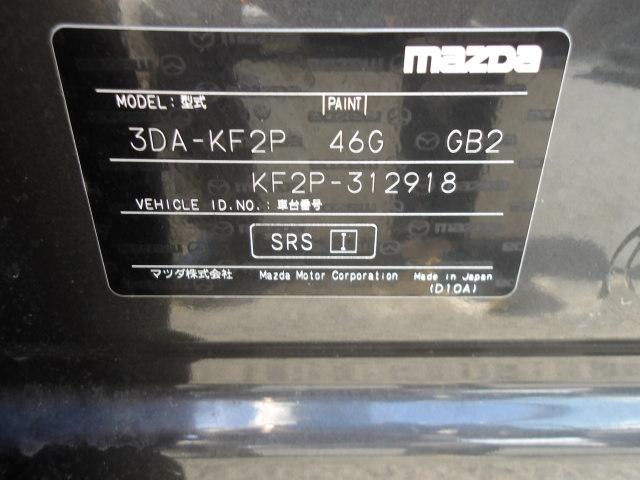 mazda
MODEL: 型式 PAINT
3DA-KF2P 46G GB2
KF2P-312918
VEHICLE ID.NO.: 車台番号
SRS I
マツダ株式会社 Mazda Motor Corporation Made in Japan
(D10A)